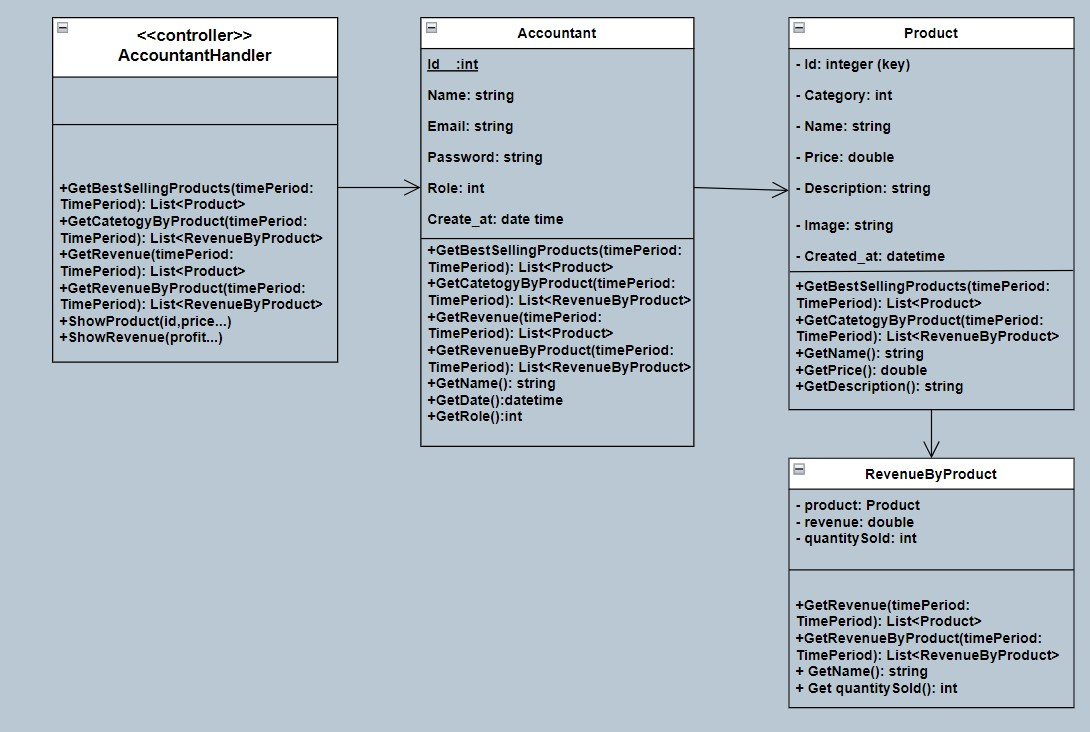 <<controller>>
AccountantHandler
+GetBestSellingProducts(timePeriod:
TimePeriod): List<Product>
+GetCatetogyByProduct(timePeriod:
TimePeriod): List<RevenueByProduct>
+GetRevenue(timePeriod:
TimePeriod): List<Product>
+GetRevenueByProduct(timePeriod:
TimePeriod): List<RevenueByProduct>
+ShowProduct(id,price...)
+ShowRevenue(profit...)
Accountant
Id :int
Name: string
Email: string
Password: string
Role: int
Create_at: date time
+GetBestSellingProducts(timePeriod:
TimePeriod): List<Product>
+GetCatetogyByProduct(timePeriod:
TimePeriod): List<RevenueByProduct>
+GetRevenue(timePeriod:
TimePeriod): List<Product>
+GetRevenueByProduct(timePeriod:
TimePeriod): List<RevenueByProduct>
+GetName(): string
+GetDate():datetime
+GetRole():int
Product
- Id: integer (key)
- Category: int
- Name: string
- Price: double
- Description: string
- Image: string
- Created_at: datetime
+GetBestSellingProducts(timePeriod:
TimePeriod): List<Product>
+GetCatetogyByProduct(timePeriod:
TimePeriod): List<RevenueByProduct>
+GetName(): string
+GetPrice(): double
+GetDescription(): string
RevenueByProduct
- product: Product
- revenue: double
- quantitySold: int
+GetRevenue(timePeriod:
TimePeriod): List<Product>
+GetRevenueByProduct(timePeriod:
TimePeriod): List<RevenueByProduct>
+ GetName(): string
+ Get quantitySold(): int